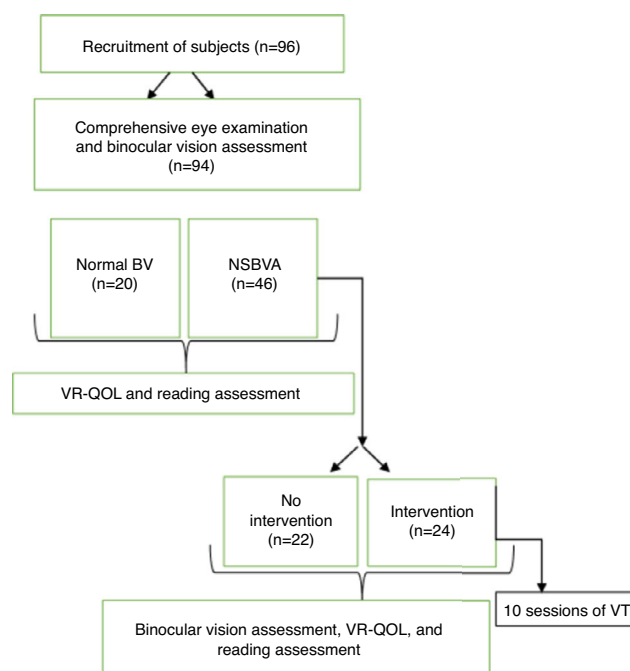 Recruitment of subjects (n=96)
Comprehensive eye examination
and binocular vision assessment
(n=94)
Normal BV
(n=20)
NSBVA
(n=46)
VR-QOL and reading assessment
No
intervention
(n=22)
Intervention
(n=24)
10 sessions of VT
Binocular vision assessment, VR-QOL, and
reading assessment